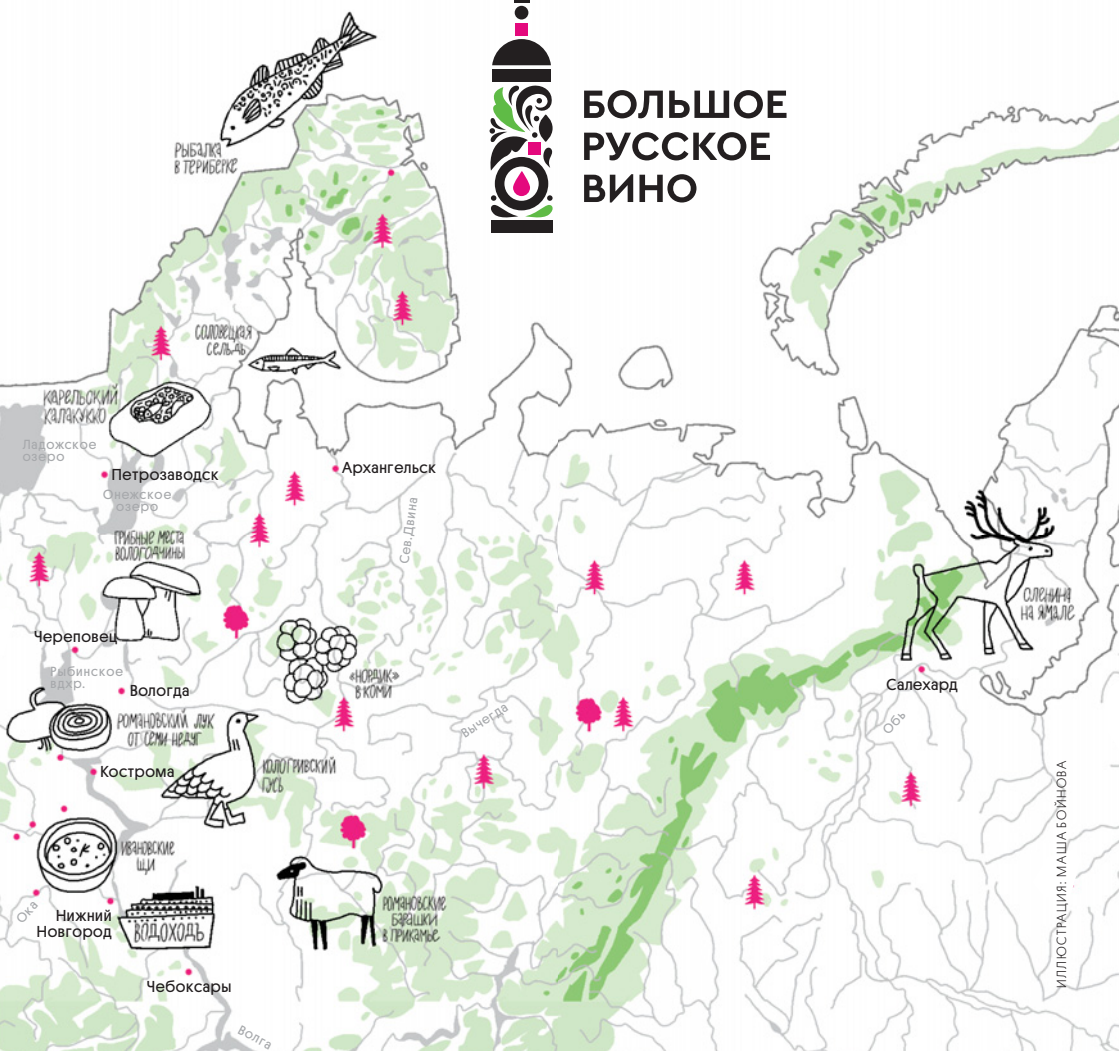 БОЛЬШОЕ
РУССКОЕ
ВИНО
РЫБАЛКА
В ТЕРИБЕРКЕ
СОЛОВЕЦКАЯ
СЕЛЬДЬ
КАРЕЛЬСКИЙ
КАЛАКУККО
Ладожское
озеро
Петрозаводск
Архангельск
Онежское
озеро
Сев.Двина
ГРИБНЫЕ МЕСТА
ВОЛОГОДЧИНЫ
ОЛЕНИНА
НА ЯМАЛЕ
Череповец
Рыбинское
вдхр.
«НОРДИК»
В КОМИ
Салехард
Вологда
Обь
Вычегда
РОМАНОВСКИЙ ЛУК
ОТ СЕМИ НЕДУГ
Кострома
КОЛОГРИВСКИЙ
ГУСЬ
ИВАНОВСКИЕ
ЩИ
Ока
Нижний
Новгород
ВОДОХОДЪ
РОМАНОВСКИЕ
БАРАШКИ
В ПРИКАМЬЕ
Чебоксары
Волга
ИЛЛЮСТРАЦИЯ: МАША БОЙНОВА